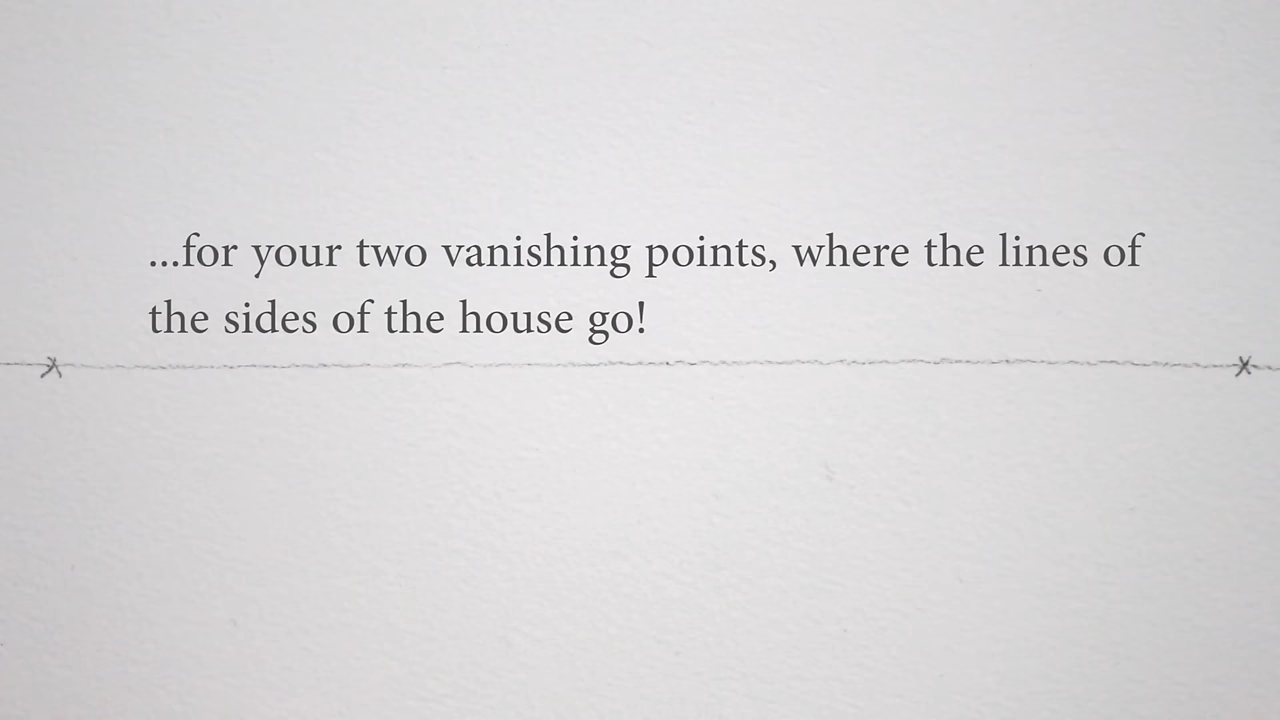 ...for your two vanishing points, where the lines of
the sides of the house go!